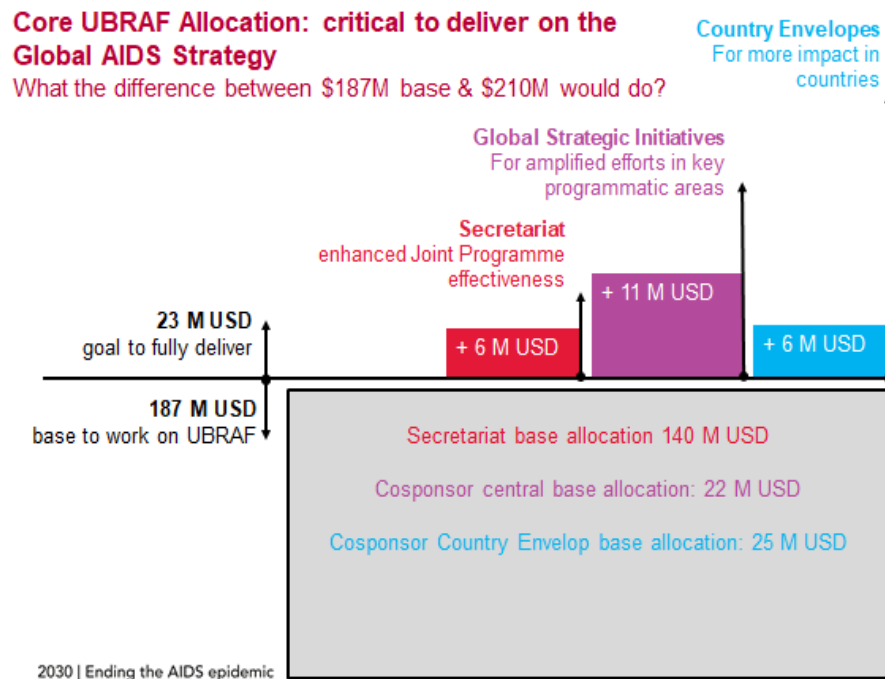 Core UBRAF Allocation: critical to deliver on the
Global AIDS Strategy
What the difference between $187M base & $210M would do?
Country Envelopes
For more impact in
countries
Global Strategic Initiatives
For amplified efforts in key
programmatic areas
Secretariat
enhanced Joint Programme
effectiveness
+ 11 M USD
23 M USD
goal to fully deliver
+ 6 M USD
+ 6 M USD
187 M USD
base to work on UBRAF
Secretariat base allocation 140 M USD
Cosponsor central base allocation: 22 M USD
Cosponsor Country Envelop base allocation: 25 M USD
2030 | Ending the AIDS epidemic